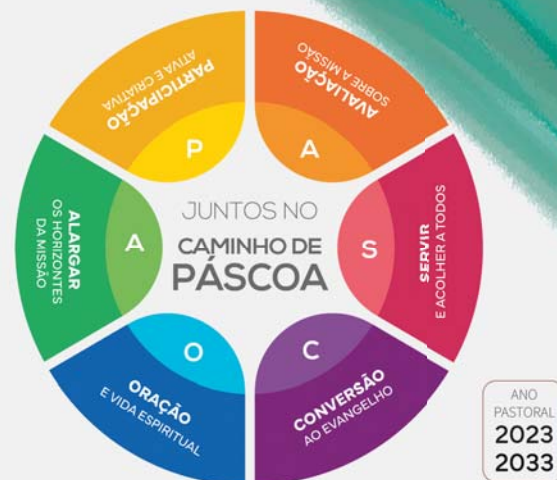 P
PARTICIPAÇÃO
ATIVA E CRIATIVA
A
AVALIAÇÃO
SOBRE A MISSÃO
S
SERVIR
E ACOLHER A TODOS
C
CONVERSÃO
AO EVANGELHO
O
ORAÇÃO
E VIDA ESPIRITUAL
A
ALARGAR
OS HORIZONTES
DA MISSÃO
JUNTOS NO
CAMINHO DE
PÁSCOA
ANO
PASTORAL
2023
2033